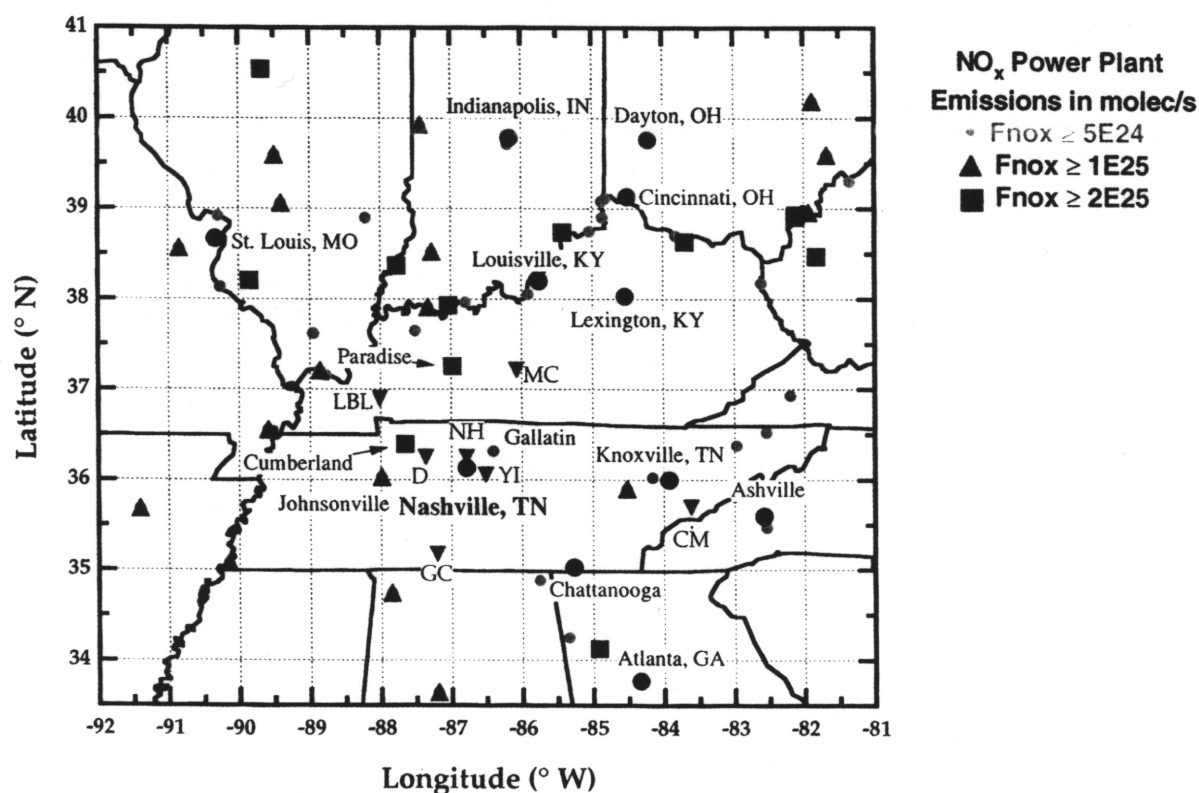 41
40
39
38
37
36
35
34
Latitude (° N)
-92
-91
-90
-89
-88
-87
-86
-85
-84
-83
-82
-81
Longitude (° W)
Indianapolis, IN
Dayton, OH
Cincinnati, OH
St. Louis, MO
Louisville, KY
Lexington, KY
Paradise
MC
LBL
NH
Gallatin
Cumberland
D
YI
Knoxville, TN
Johnsonville
Nashville, TN
Ashville
CM
GC
Chattanooga
Atlanta, GA
NOx Power Plant
Emissions in molec/s
Fnox ≥ 5E24
Fnox ≥ 1E25
Fnox ≥ 2E25